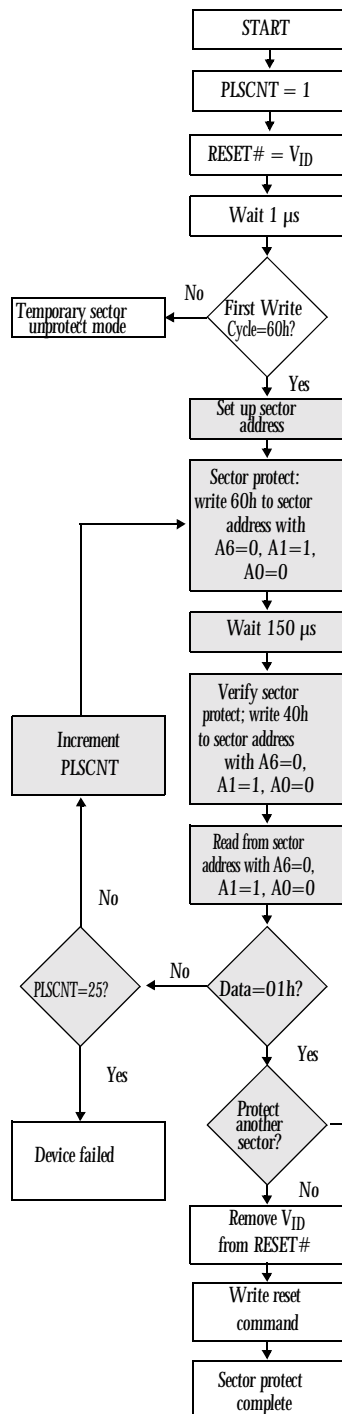 START
PLSCNT = 1
RESET# = VID
Wait 1 µs
No
First Write
Cycle=60h?
Temporary sector
unprotect mode
Yes
Set up sector
address
Sector protect:
write 60h to sector
address with
A6=0, A1=1,
A0=0
Wait 150 µs
Verify sector
protect; write 40h
to sector address
with A6=0,
A1=1, A0=0
Increment
PLSCNT
Read from sector
address with A6=0,
A1=1, A0=0
No
No
PLSCNT=25?
Data=01h?
Yes
Yes
Protect
another
sector?
Device failed
No
Remove VID
from RESET#
Write reset
command
Sector protect
complete